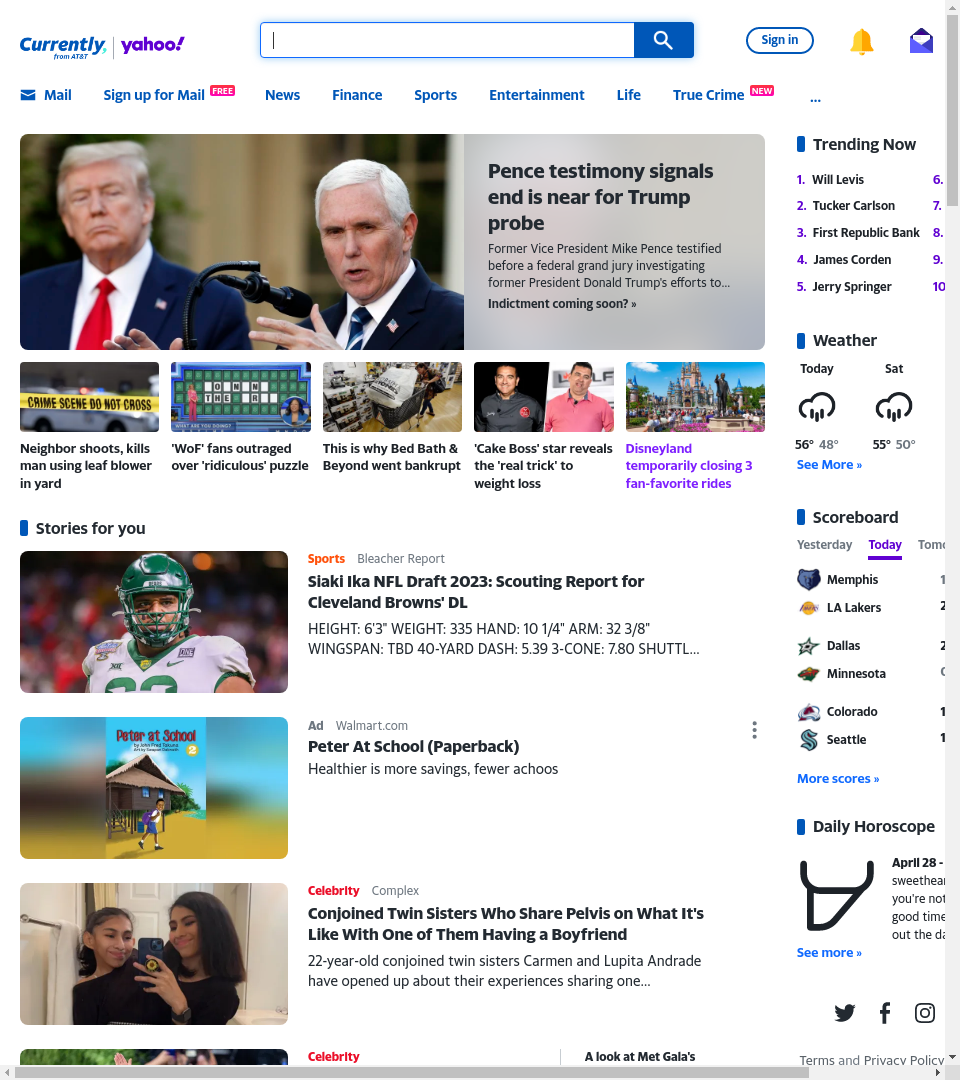 Currently,
from AT&T
yahoo!
Sign in
Mail
Sign up for Mail FREE
News
Finance
Sports
Entertainment
Life
True Crime NEW
...
Pence testimony signals
end is near for Trump
probe
Former Vice President Mike Pence testified
before a federal grand jury investigating
former President Donald Trump's efforts to...
Indictment coming soon? »
CRIME SCENE DO NOT CROSS
Neighbor shoots, kills
man using leaf blower
in yard
WHAT ARE YOU DOING?
'WoF' fans outraged
over 'ridiculous' puzzle
This is why Bed Bath &
Beyond went bankrupt
'Cake Boss' star reveals
the 'real trick' to
weight loss
Disneyland
temporarily closing 3
fan-favorite rides
Stories for you
BEARS
XII
Sports Bleacher Report
Siaki Ika NFL Draft 2023: Scouting Report for
Cleveland Browns' DL
HEIGHT: 6'3" WEIGHT: 335 HAND: 10 1/4" ARM: 32 3/8"
WINGSPAN: TBD 40-YARD DASH: 5.39 3-CONE: 7.80 SHUTTL...
Peter at School
2
Ad Walmart.com
Peter At School (Paperback)
Healthier is more savings, fewer achoos
Celebrity Complex
Conjoined Twin Sisters Who Share Pelvis on What It's
Like With One of Them Having a Boyfriend
22-year-old conjoined twin sisters Carmen and Lupita Andrade
have opened up about their experiences sharing one...
Celebrity
A look at Met Gala's
Trending Now
1. Will Levis 6.
2. Tucker Carlson 7.
3. First Republic Bank 8.
4. James Corden 9.
5. Jerry Springer 10
Weather
Today Sat
56° 48° 55° 50°
See More »
Scoreboard
Yesterday Today Tomo
Memphis 1
LA Lakers 2
Dallas 2
Minnesota
Colorado 1
Seattle 1
More scores »
Daily Horoscope
April 28 -
sweethear
you're not
good time
out the da
See more »
Terms and Privacy Policy